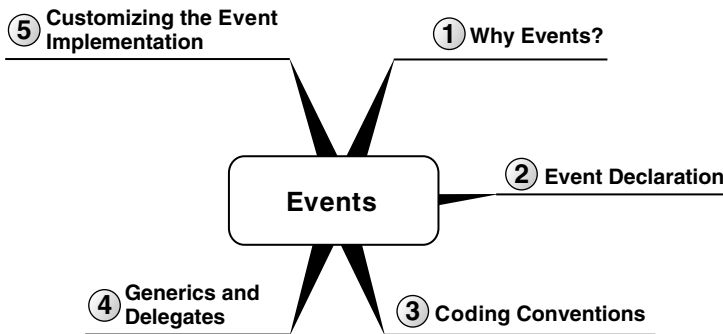 5 Customizing the Event
Implementation
1 Why Events?
2 Event Declaration
Events
4 Generics and
Delegates
3 Coding Conventions